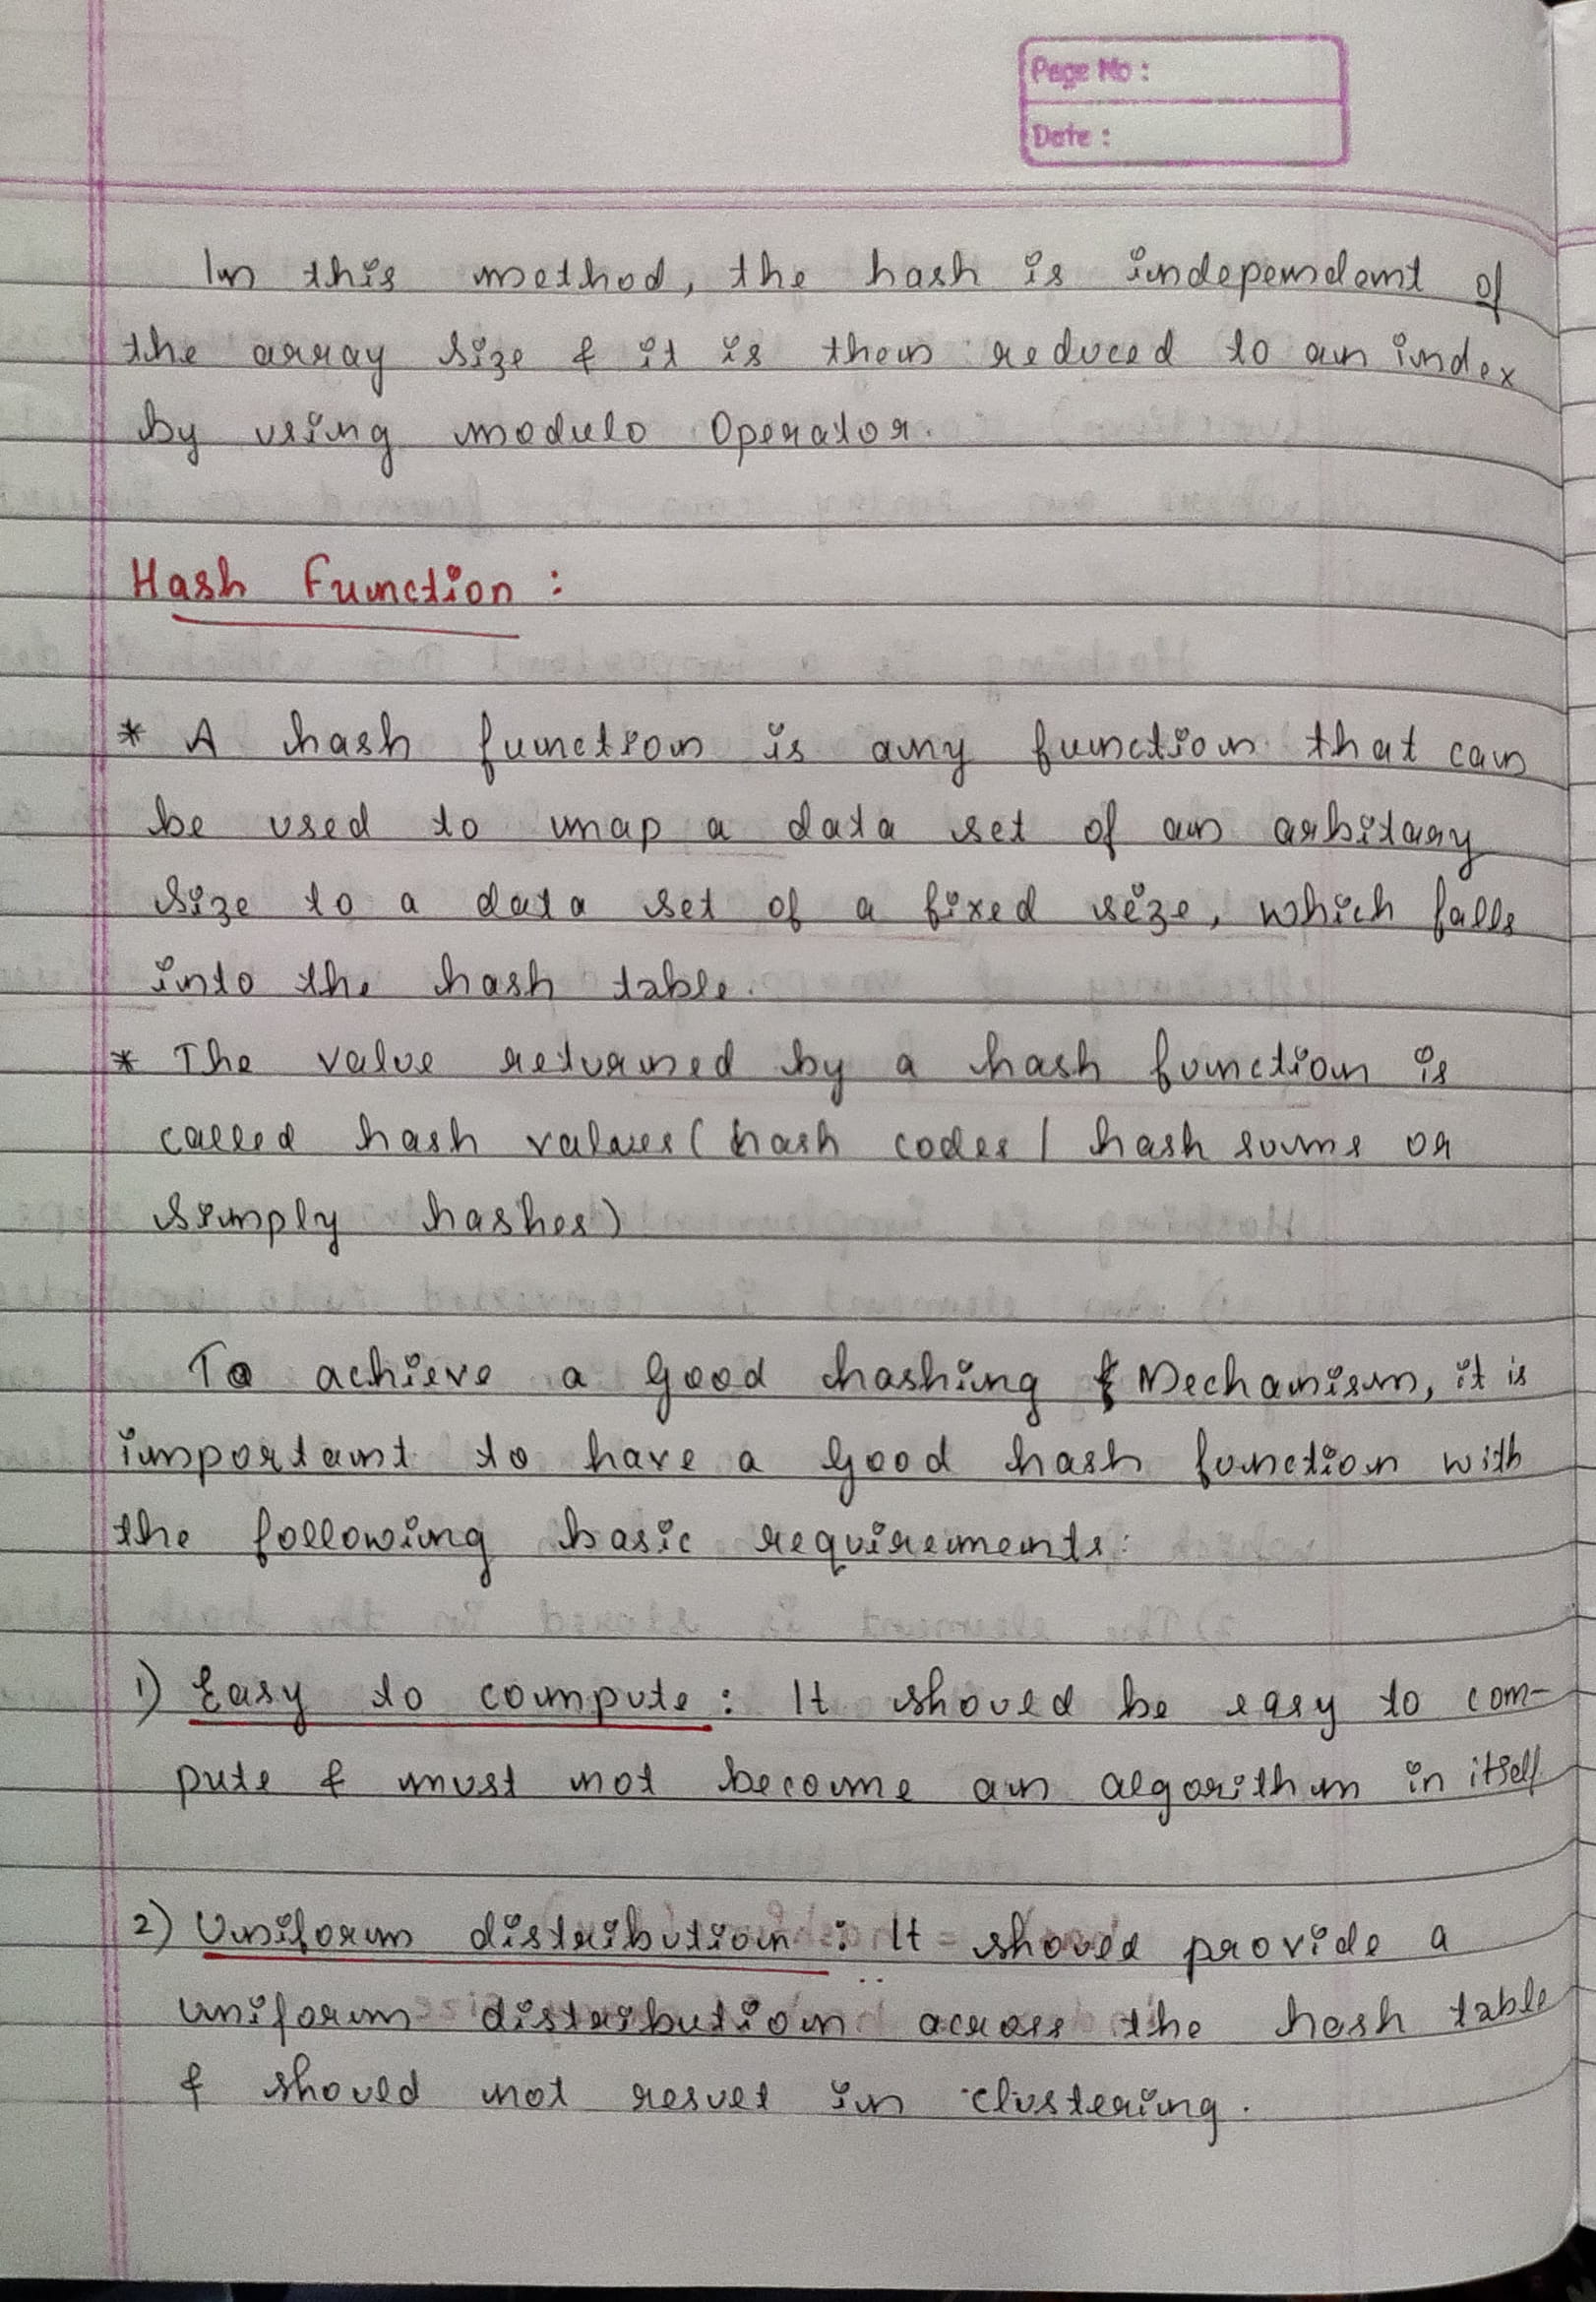 Page No :
Date :
In this method, the hash is independant of
the array size & it is then reduced to an index
by using modulo Operator.
Hash Function :
* A hash function is any function that can
be used to map a data set of an arbitary
size to a data set of a fixed size, which falls
into the hash table.
* The value returned by a hash function is
called hash values ( hash codes / hash sums or
simply hashes)
To achieve a good hashing Mechanism, it is
important to have a good hash function with
the following basic requirements:
1) Easy to compute : It should be easy to com-
pute & must not become an algorithm in itself.
2) Uniform distribution : It should provide a
uniform distribution across the hash table
& should not result in clustering.